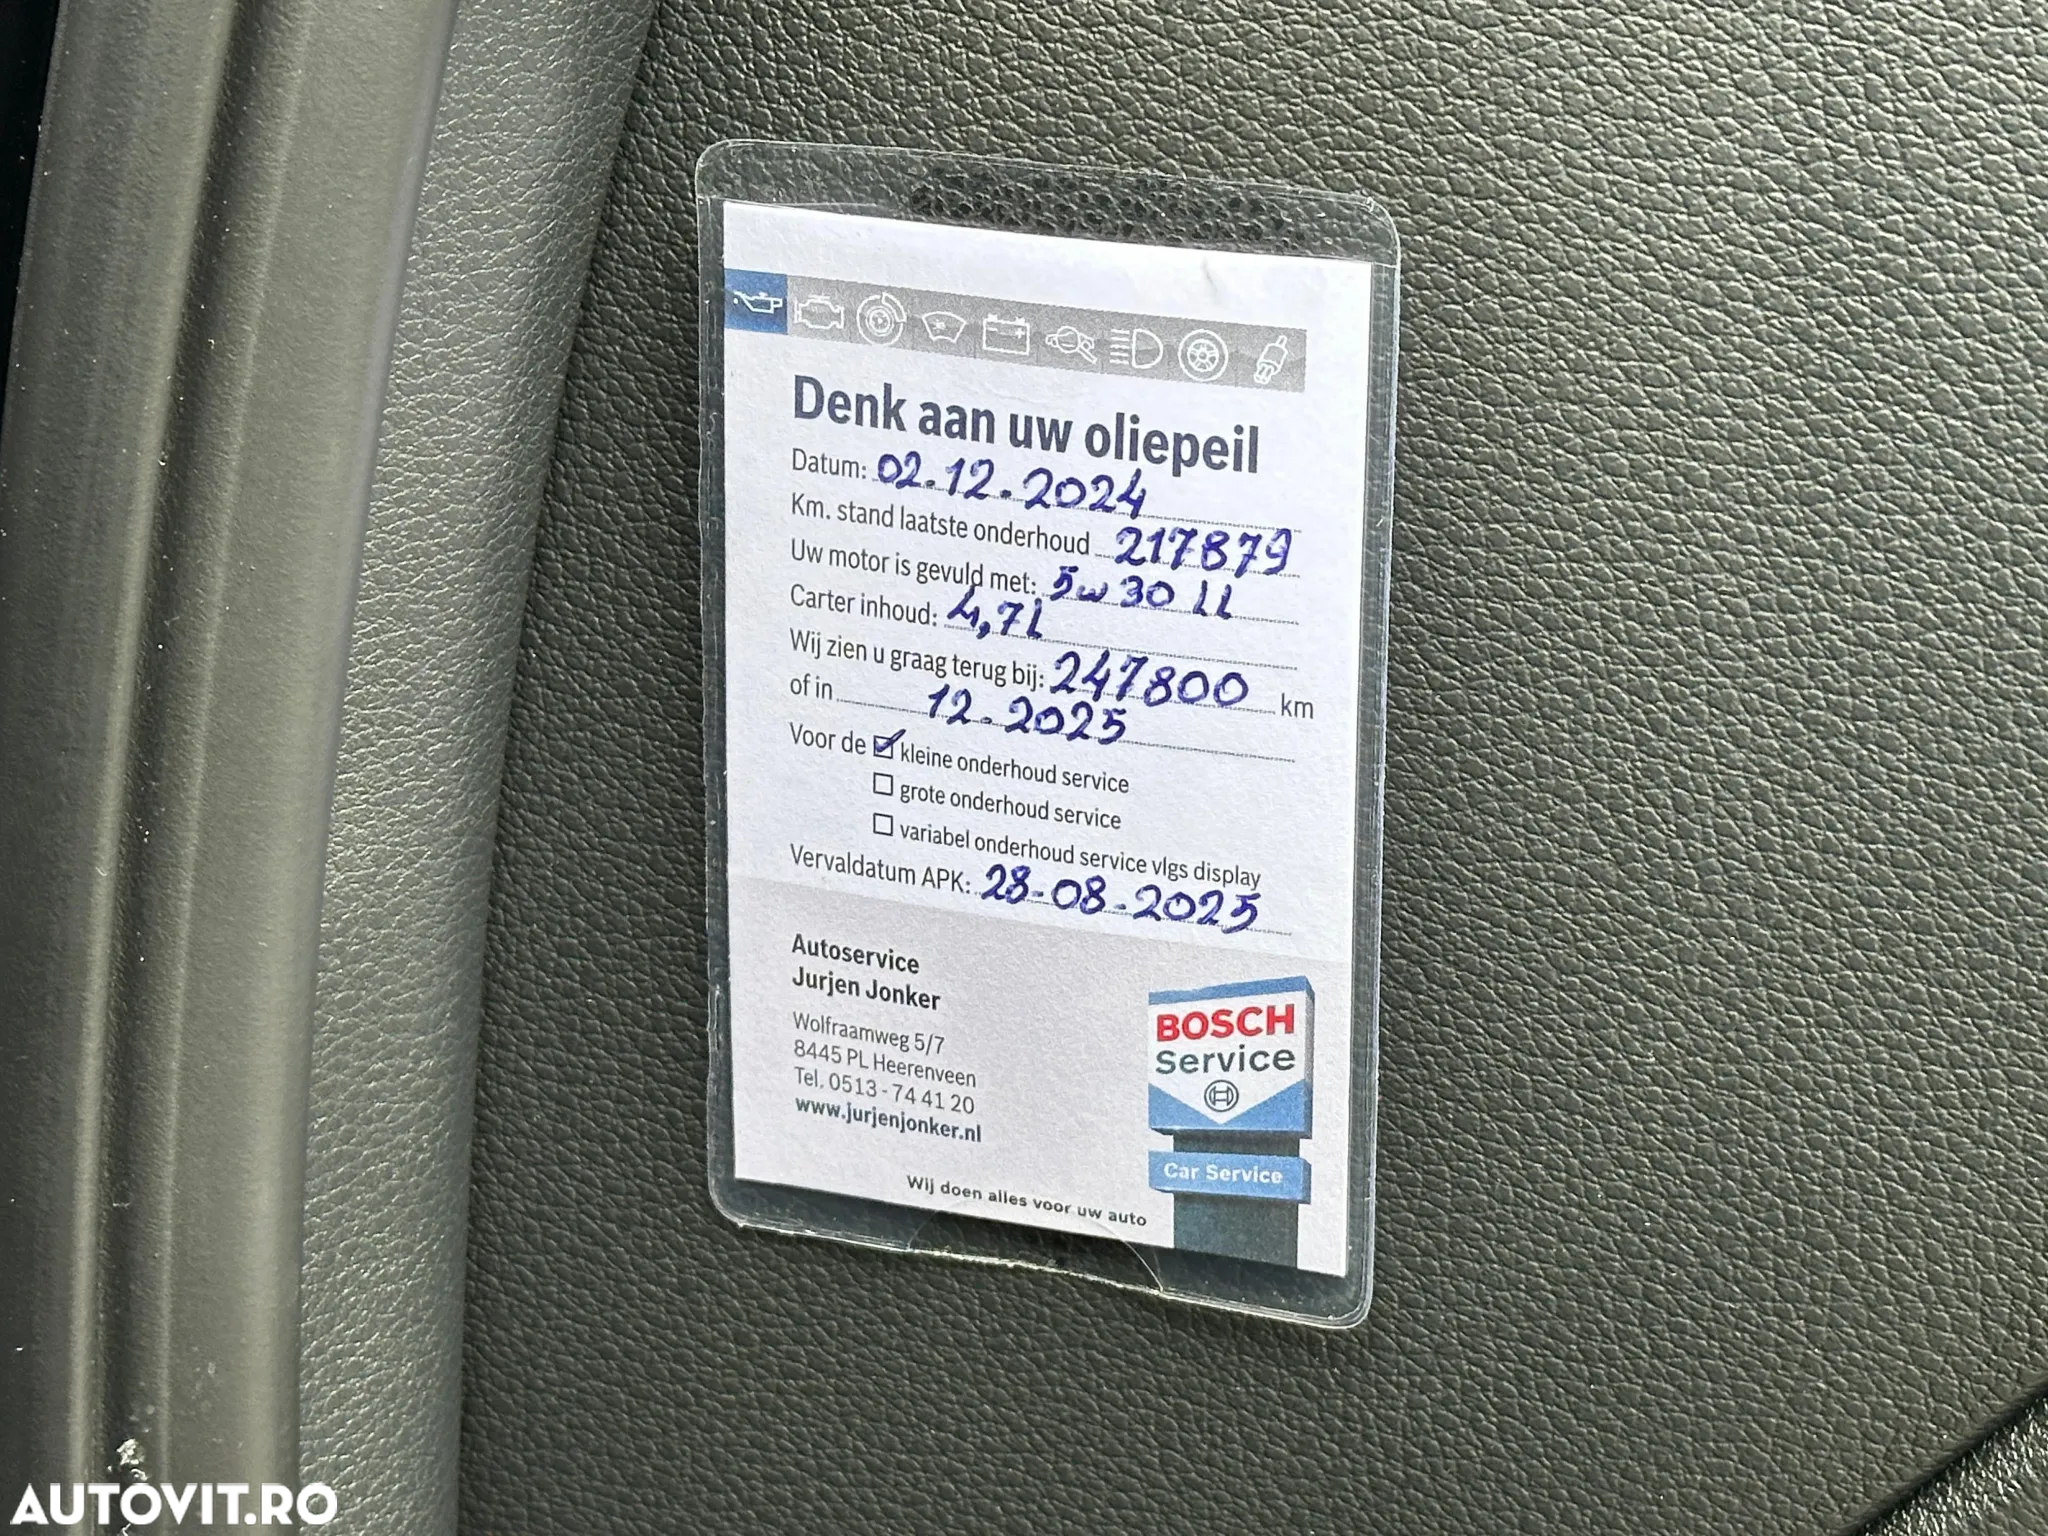 Denk aan uw oliepeil
Datum: 02.12.2024
Km. stand laatste onderhoud 217879
Uw motor is gevuld met: 5w30 LL
Carter inhoud: 4,7L
Wij zien u graag terug bij: 247800 km
of in 12-2025
Voor de ☑ kleine onderhoud service
☐ grote onderhoud service
☐ variabel onderhoud service vlgs display
Vervaldatum APK: 28-08-2025
Autoservice
Jurjen Jonker
Wolfraamweg 5/7
8445 PL Heerenveen
Tel. 0513 - 74 41 20
www.jurjenjonker.nl
BOSCH
Service
Car Service
Wij doen alles voor uw auto
AUTOVIT.RO